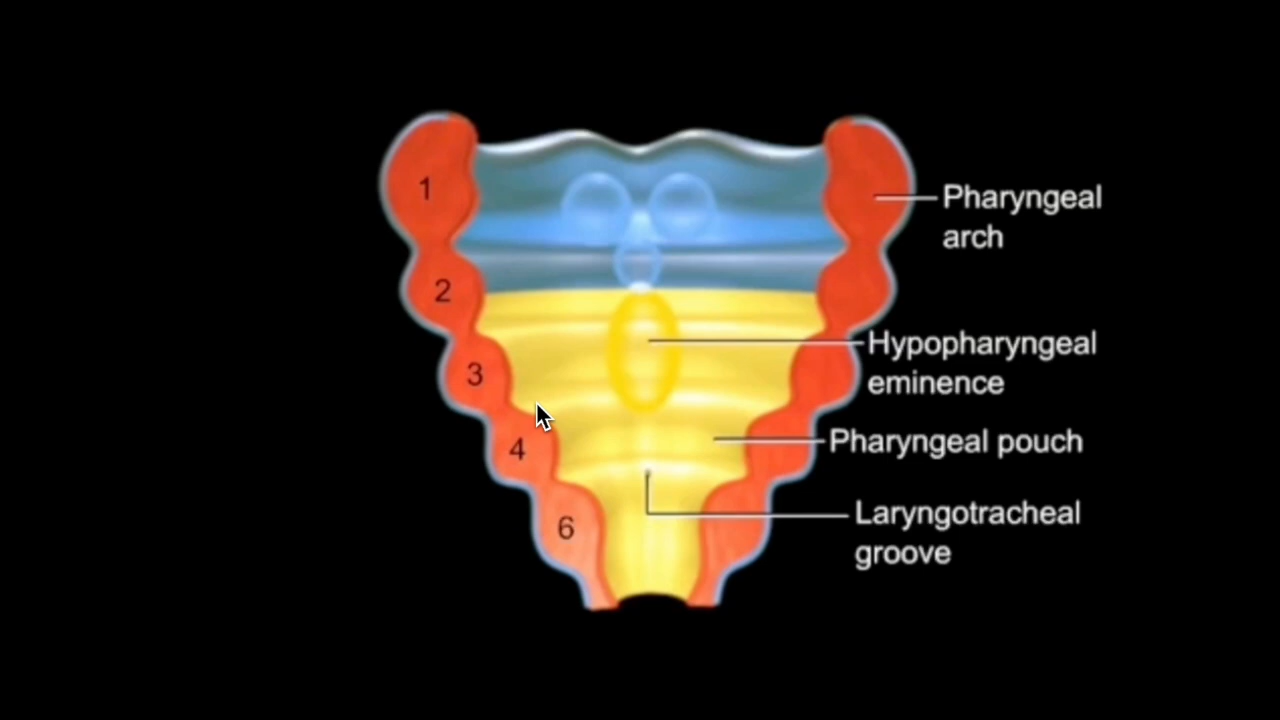 1
Pharyngeal
arch
2
Hypopharyngeal
eminence
3
Pharyngeal pouch
4
Laryngotracheal
groove
6